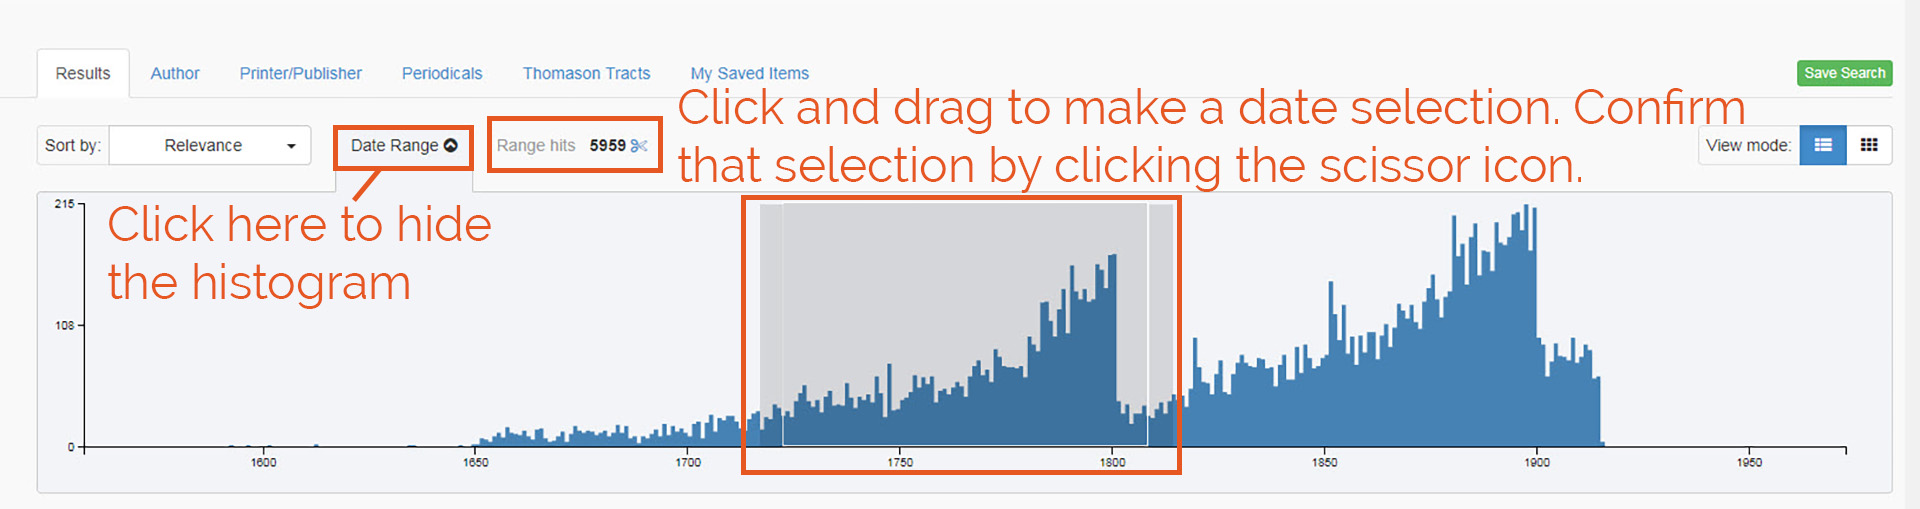 Results Author Printer/Publisher Periodicals Thomason Tracts My Saved Items Save Search
Click and drag to make a date selection. Confirm
that selection by clicking the scissor icon.
Sort by: Relevance Date Range Range hits 5959 View mode:
Click here to hide
the histogram
215
108
0
1600 1650 1700 1750 1800 1850 1900 1950